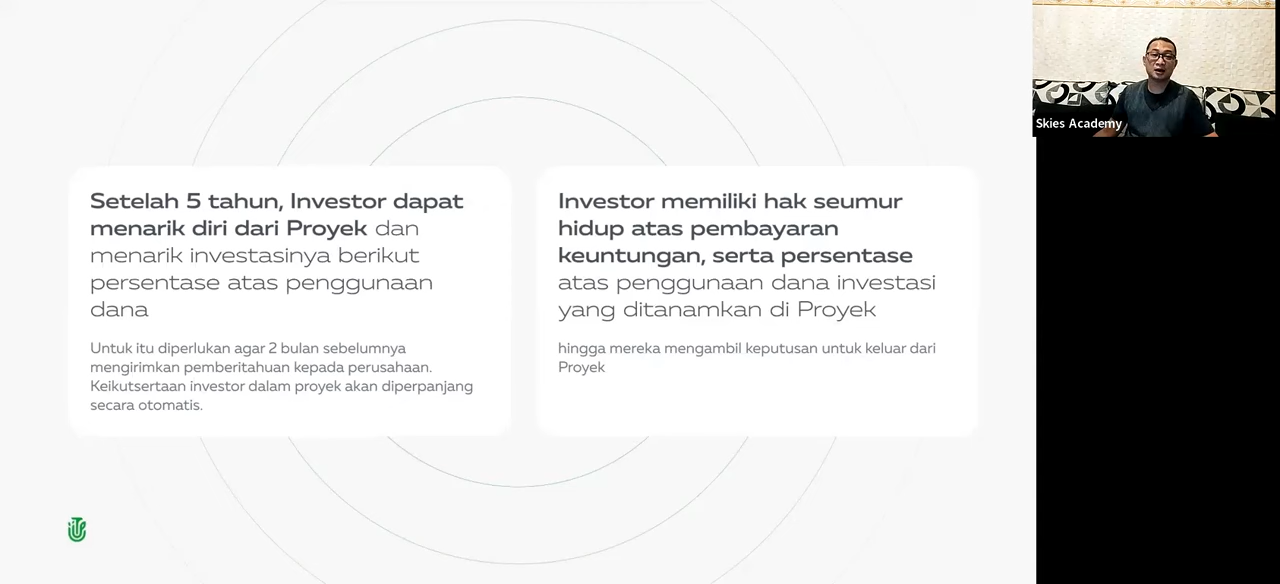 Setelah 5 tahun, Investor dapat
menarik diri dari Proyek dan
menarik investasinya berikut
persentase atas penggunaan
dana
Untuk itu diperlukan agar 2 bulan sebelumnya
mengirimkan pemberitahuan kepada perusahaan.
Keikutsertaan investor dalam proyek akan diperpanjang
secara otomatis.
Investor memiliki hak seumur
hidup atas pembayaran
keuntungan, serta persentase
atas penggunaan dana investasi
yang ditanamkan di Proyek
hingga mereka mengambil keputusan untuk keluar dari
Proyek
Skies Academy